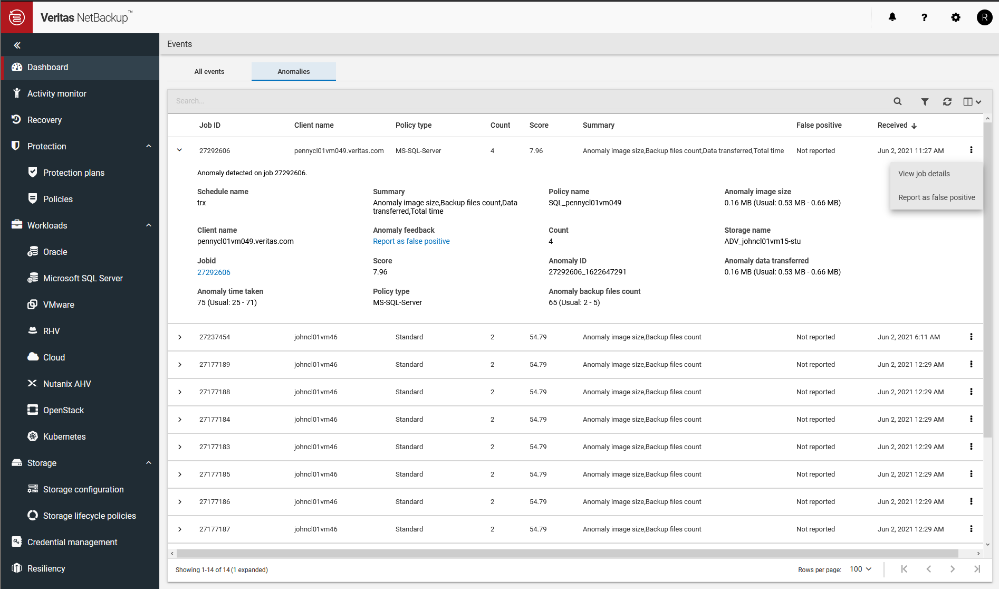 Veritas NetBackup™
R
Dashboard
Activity monitor
Recovery
Protection
Protection plans
Policies
Workloads
Oracle
Microsoft SQL Server
VMware
RHV
Cloud
Nutanix AHV
OpenStack
Kubernetes
Storage
Storage configuration
Storage lifecycle policies
Credential management
Resiliency
Events
All events Anomalies
Search...
Job ID Client name Policy type Count Score Summary False positive Received
27292606 pennycl01vm049.veritas.com MS-SQL-Server 4 7.96 Anomaly image size,Backup files count,Data transferred,Total time Not reported Jun 2, 2021 11:27 AM
View job details
Report as false positive
Anomaly detected on job 27292606.
Schedule name Summary Policy name Anomaly image size
trx Anomaly image size,Backup files count,Data SQL_pennycl01vm049 0.16 MB (Usual: 0.53 MB - 0.66 MB)
transferred,Total time
Client name Anomaly feedback Count Storage name
pennycl01vm049.veritas.com Report as false positive 4 ADV_johncl01vm15-stu
Jobid Score Anomaly ID Anomaly data transferred
27292606 7.96 27292606_1622647291 0.16 MB (Usual: 0.53 MB - 0.66 MB)
Anomaly time taken Policy type Anomaly backup files count
75 (Usual: 25 - 71) MS-SQL-Server 65 (Usual: 2 - 5)
27237454 johncl01vm46 Standard 2 54.79 Anomaly image size,Backup files count Not reported Jun 2, 2021 6:11 AM
27177189 johncl01vm46 Standard 2 54.79 Anomaly image size,Backup files count Not reported Jun 2, 2021 12:29 AM
27177188 johncl01vm46 Standard 2 54.79 Anomaly image size,Backup files count Not reported Jun 2, 2021 12:29 AM
27177184 johncl01vm46 Standard 2 54.79 Anomaly image size,Backup files count Not reported Jun 2, 2021 12:29 AM
27177183 johncl01vm46 Standard 2 54.79 Anomaly image size,Backup files count Not reported Jun 2, 2021 12:29 AM
27177185 johncl01vm46 Standard 2 54.79 Anomaly image size,Backup files count Not reported Jun 2, 2021 12:29 AM
27177186 johncl01vm46 Standard 2 54.79 Anomaly image size,Backup files count Not reported Jun 2, 2021 12:29 AM
27177187 johncl01vm46 Standard 2 54.79 Anomaly image size,Backup files count Not reported Jun 2, 2021 12:29 AM
Showing 1-14 of 14 (1 expanded) Rows per page: 100